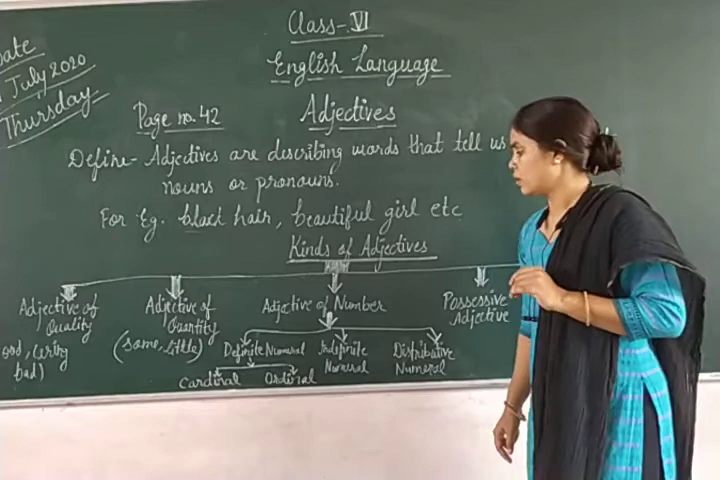 Class-VI
English Language
Date
July 2020
Thursday
Page no. 42
Adjectives
Define- Adjectives are describing words that tell us
nouns or pronouns.
For Eg. black hair, beautiful girl etc
Kinds of Adjectives
Adjective of Quality
Adjective of Quantity
(some, little)
Adjective of Number
Possessive Adjective
bad)
Definite Numeral
Indefinite Numeral
Distributive Numeral
Cardinal
Ordinal